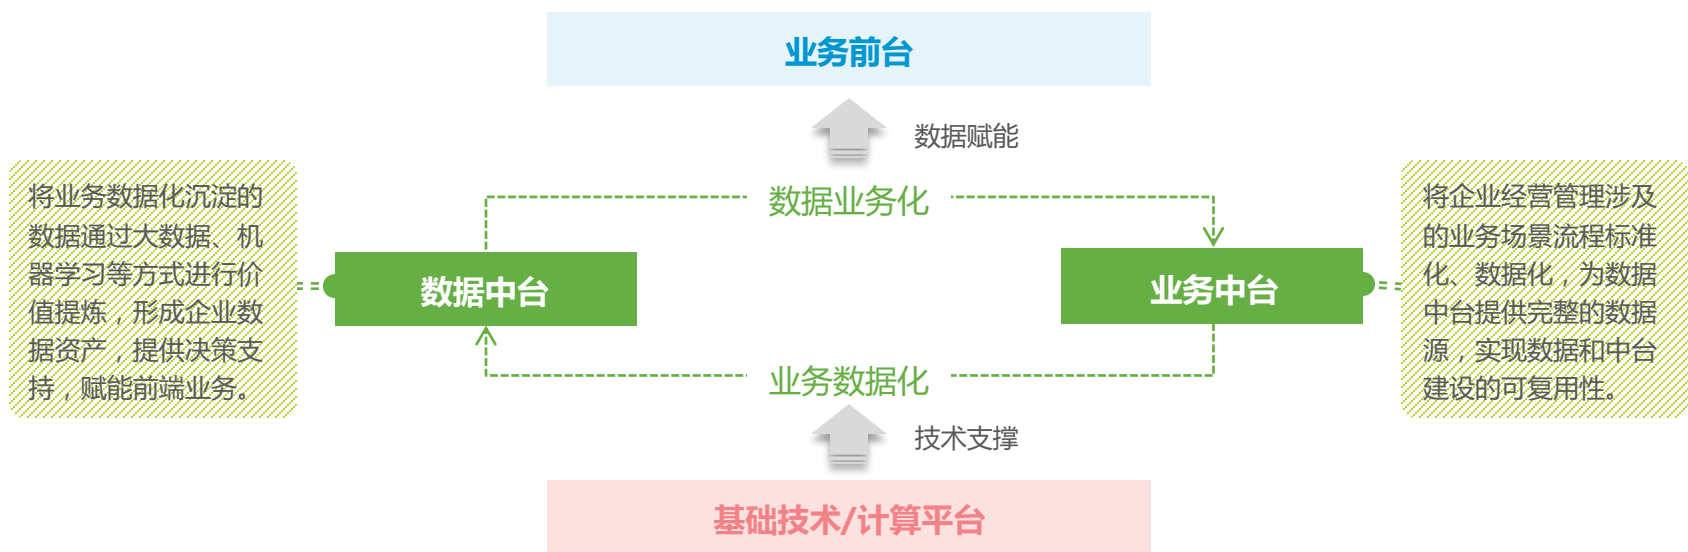 业务前台
数据赋能
数据业务化
将业务数据化沉淀的
数据通过大数据、机
器学习等方式进行价
值提炼，形成企业数
据资产，提供决策支
持，赋能前端业务。
数据中台
业务中台
将企业经营管理涉及
的业务场景流程标准
化、数据化，为数据
中台提供完整的数据
源，实现数据和中台
建设的可复用性。
业务数据化
技术支撑
基础技术/计算平台